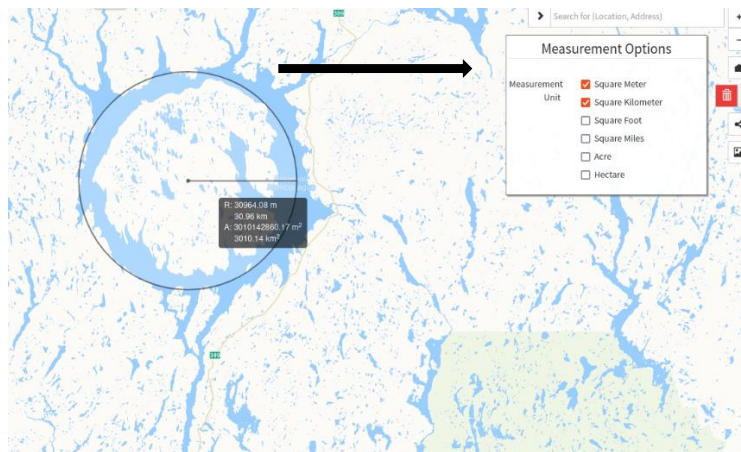 Search for (Location, Address)
Measurement Options
Measurement
Unit
Square Meter
Square Kilometer
Square Foot
Square Miles
Acre
Hectare
R: 30964.08 m
30.96 km
A: 3010142860.17 m²
3010.14 km²
389